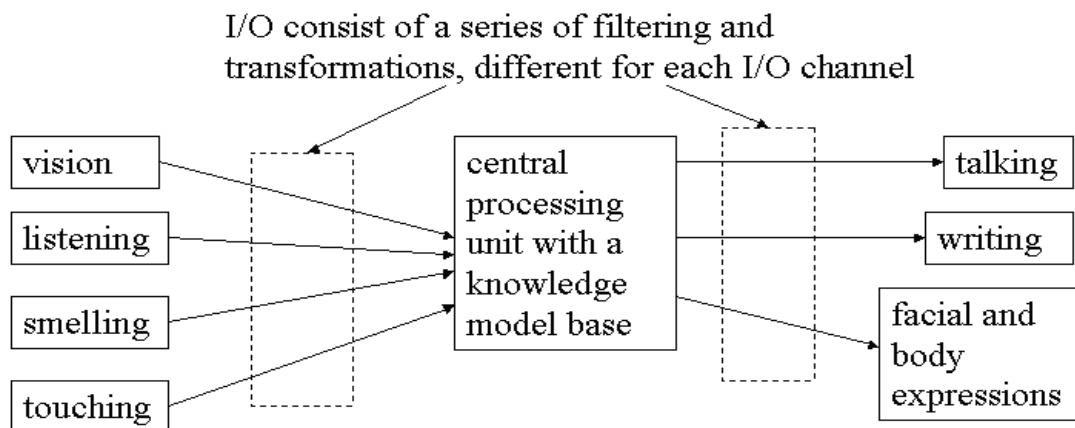 I/O consist of a series of filtering and
transformations, different for each I/O channel
vision
listening
smelling
touching
central
processing
unit with a
knowledge
model base
talking
writing
facial and
body
expressions